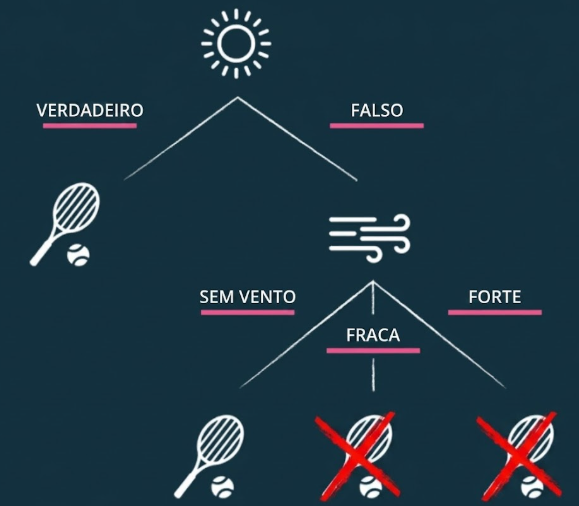 VERDADEIRO
FALSO
SEM VENTO
FORTE
FRACA